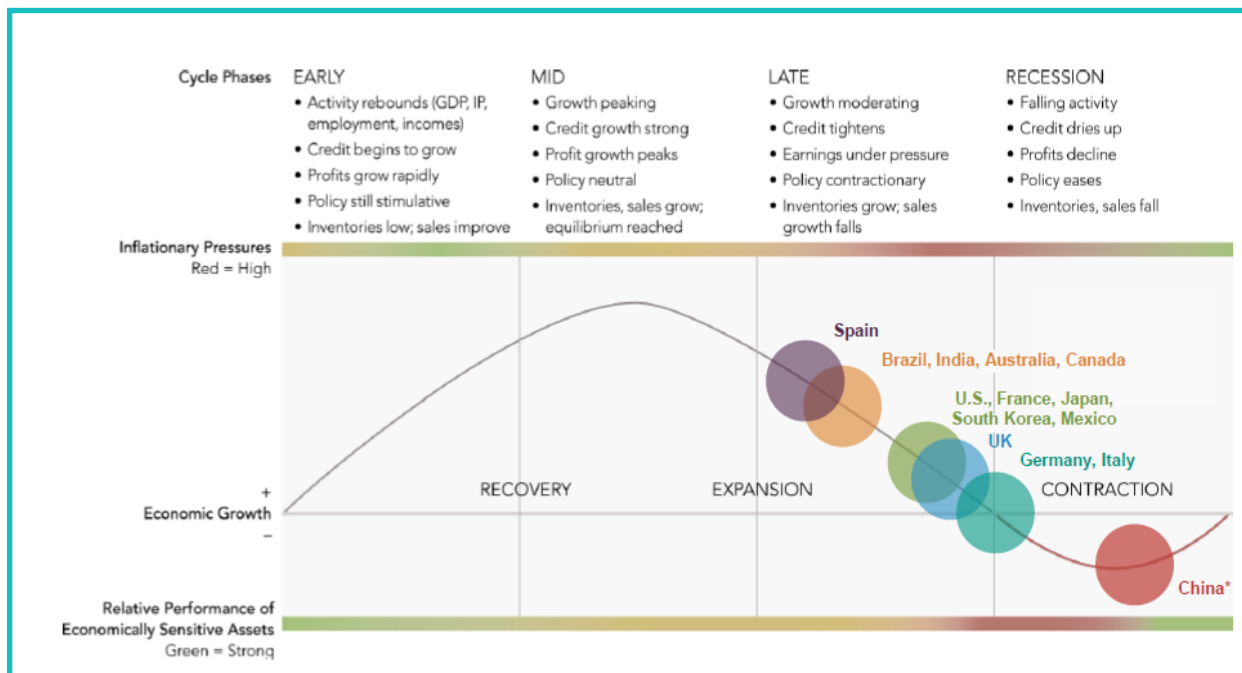 Cycle Phases
EARLY
• Activity rebounds (GDP, IP,
employment, incomes)
• Credit begins to grow
• Profits grow rapidly
• Policy still stimulative
• Inventories low; sales improve
MID
• Growth peaking
• Credit growth strong
• Profit growth peaks
• Policy neutral
• Inventories, sales grow;
equilibrium reached
LATE
• Growth moderating
• Credit tightens
• Earnings under pressure
• Policy contractionary
• Inventories grow; sales
growth falls
RECESSION
• Falling activity
• Credit dries up
• Profits decline
• Policy eases
• Inventories, sales fall
Inflationary Pressures
Red = High
Spain
Brazil, India, Australia, Canada
U.S., France, Japan,
South Korea, Mexico
UK
Germany, Italy
RECOVERY
EXPANSION
CONTRACTION
+
Economic Growth
–
China*
Relative Performance of
Economically Sensitive Assets
Green = Strong